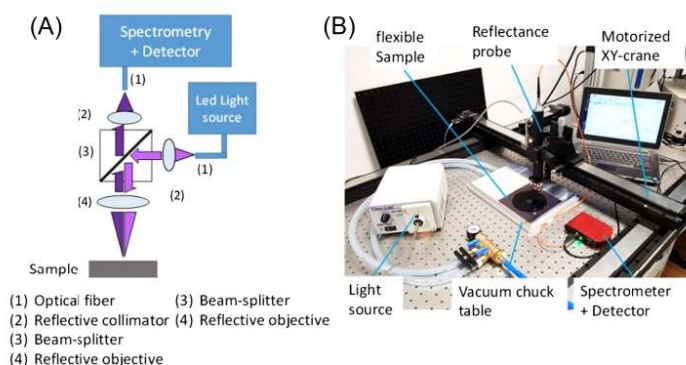 (A)
Spectrometry
+ Detector
(1)
Led Light
source
(2)
(3)
(1)
(2)
(4)
Sample
(1) Optical fiber
(2) Reflective collimator
(3) Beam-splitter
(4) Reflective objective
(3) Beam-splitter
(4) Reflective objective
(B)
flexible
Sample
Reflectance
probe
Motorized
XY-crane
Light
source
Vacuum chuck
table
Spectrometer
+ Detector